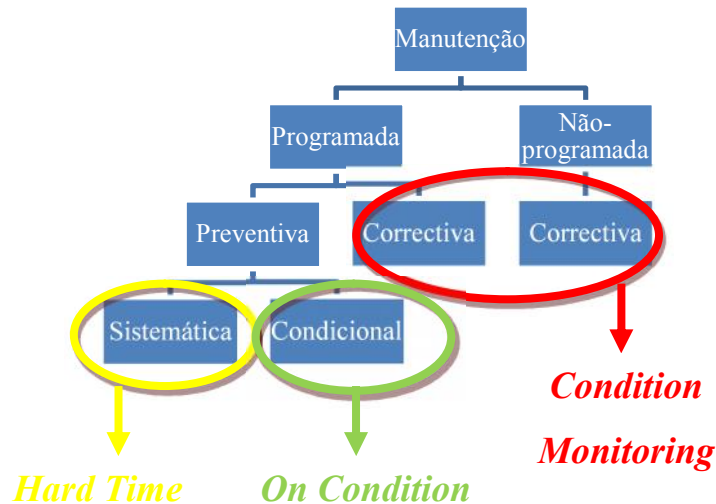 Manutenção
Programada
Não-
programada
Preventiva
Correctiva
Correctiva
Sistemática
Condicional
Condition
Monitoring
Hard Time
On Condition